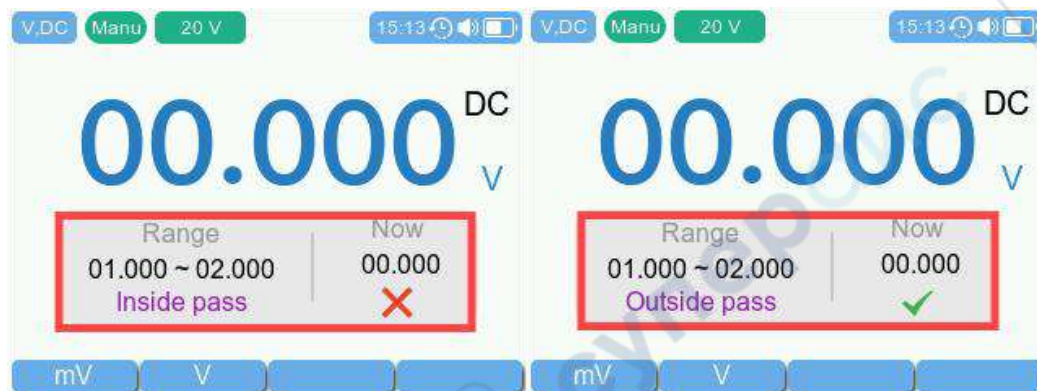 V,DC Manu 20 V 15:13
00.000 DC
V
Range Now
01.000 ~ 02.000 00.000
Inside pass
mV V
V,DC Manu 20 V 15:13
00.000 DC
V
Range Now
01.000 ~ 02.000 00.000
Outside pass
mV V